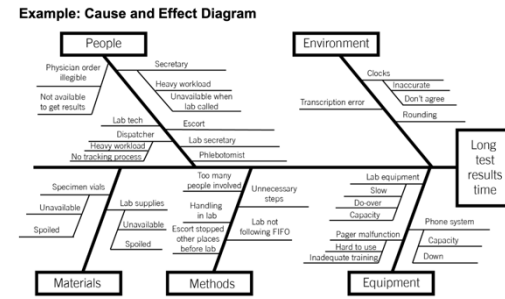 Example: Cause and Effect Diagram
People
Environment
Physician order
illegible
Not available
to get results
Secretary
Heavy workload
Unavailable when
lab called
Lab tech
Dispatcher
Heavy workload
No tracking process
Escort
Lab secretary
Phlebotomist
Clocks
Inaccurate
Don't agree
Transcription error
Rounding
Long
test
results
time
Specimen vials
Unavailable
Spoiled
Lab supplies
Unavailable
Spoiled
Too many
people involved
Handling
in lab
Escort stopped
other places
before lab
Unnecessary
steps
Lab not
following FIFO
Lab equipment
Slow
Do-over
Capacity
Pager malfunction
Hard to use
Inadequate training
Phone system
Capacity
Down
Materials
Methods
Equipment